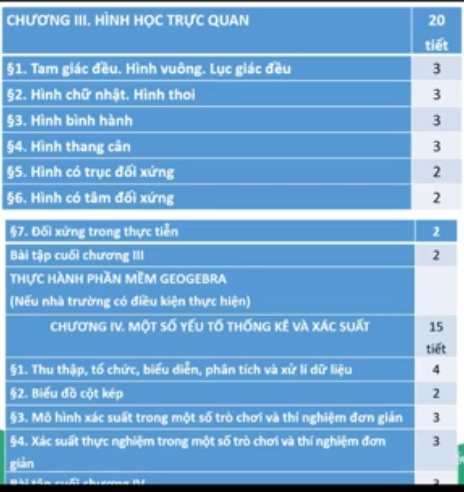 CHƯƠNG III. HÌNH HỌC TRỰC QUAN 20
tiết
§1. Tam giác đều. Hình vuông. Lục giác đều 3
§2. Hình chữ nhật. Hình thoi 3
§3. Hình bình hành 3
§4. Hình thang cân 3
§5. Hình có trục đối xứng 2
§6. Hình có tâm đối xứng 2
§7. Đối xứng trong thực tiễn 2
Bài tập cuối chương III 2
THỰC HÀNH PHẦN MỀM GEOGEBRA
(Nếu nhà trường có điều kiện thực hiện)
CHƯƠNG IV. MỘT SỐ YẾU TỐ THỐNG KÊ VÀ XÁC SUẤT 15
tiết
§1. Thu thập, tổ chức, biểu diễn, phân tích và xử lí dữ liệu 4
§2. Biểu đồ cột kép 2
§3. Mô hình xác suất trong một số trò chơi và thí nghiệm đơn giản 3
§4. Xác suất thực nghiệm trong một số trò chơi và thí nghiệm đơn 3
giản
Bài tập cuối chương IV